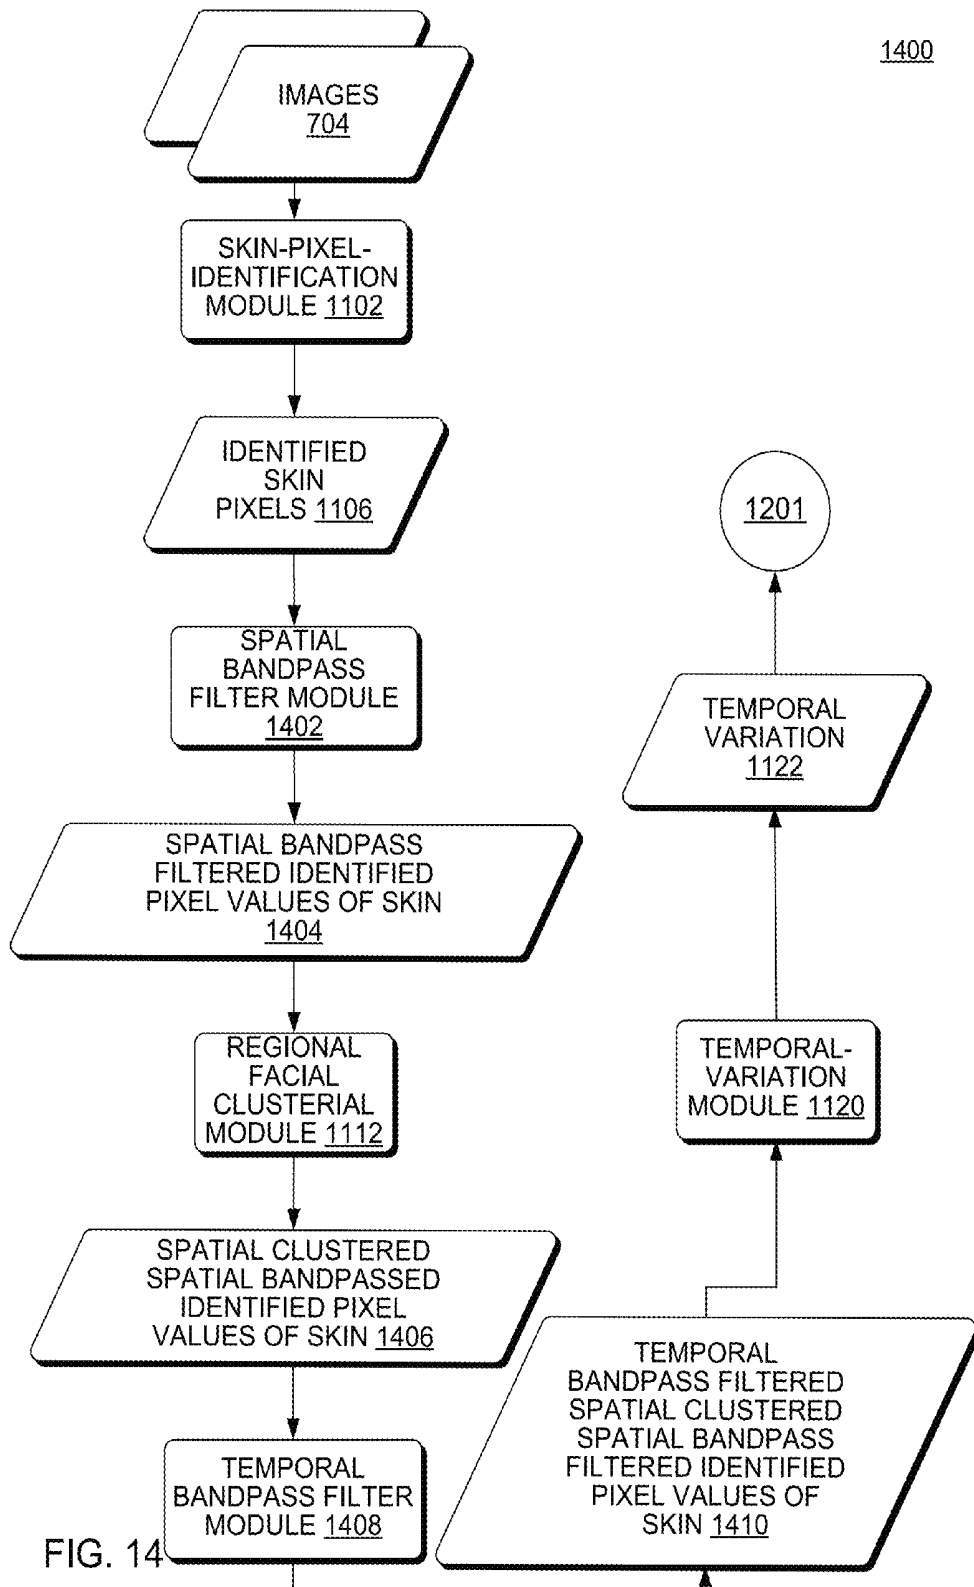 1400
IMAGES
704
SKIN-PIXEL-
IDENTIFICATION
MODULE 1102
IDENTIFIED
SKIN
PIXELS 1106
SPATIAL
BANDPASS
FILTER MODULE
1402
SPATIAL BANDPASS
FILTERED IDENTIFIED
PIXEL VALUES OF SKIN
1404
REGIONAL
FACIAL
CLUSTERIAL
MODULE 1112
SPATIAL CLUSTERED
SPATIAL BANDPASSED
IDENTIFIED PIXEL
VALUES OF SKIN 1406
TEMPORAL
BANDPASS FILTER
MODULE 1408
TEMPORAL
BANDPASS FILTERED
SPATIAL CLUSTERED
SPATIAL BANDPASS
FILTERED IDENTIFIED
PIXEL VALUES OF
SKIN 1410
TEMPORAL-
VARIATION
MODULE 1120
TEMPORAL
VARIATION
1122
1201
FIG. 14